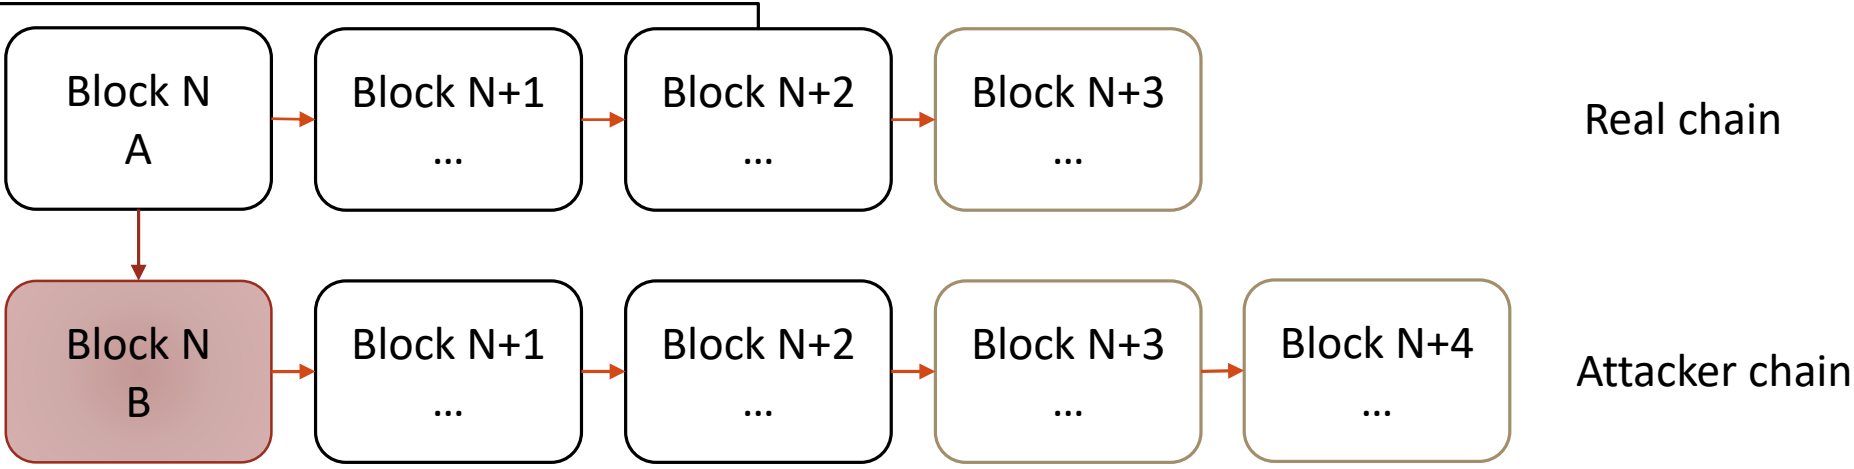 Block N
A
Block N+1
...
Block N+2
...
Block N+3
...
Real chain
Block N
B
Block N+1
...
Block N+2
...
Block N+3
...
Block N+4
...
Attacker chain